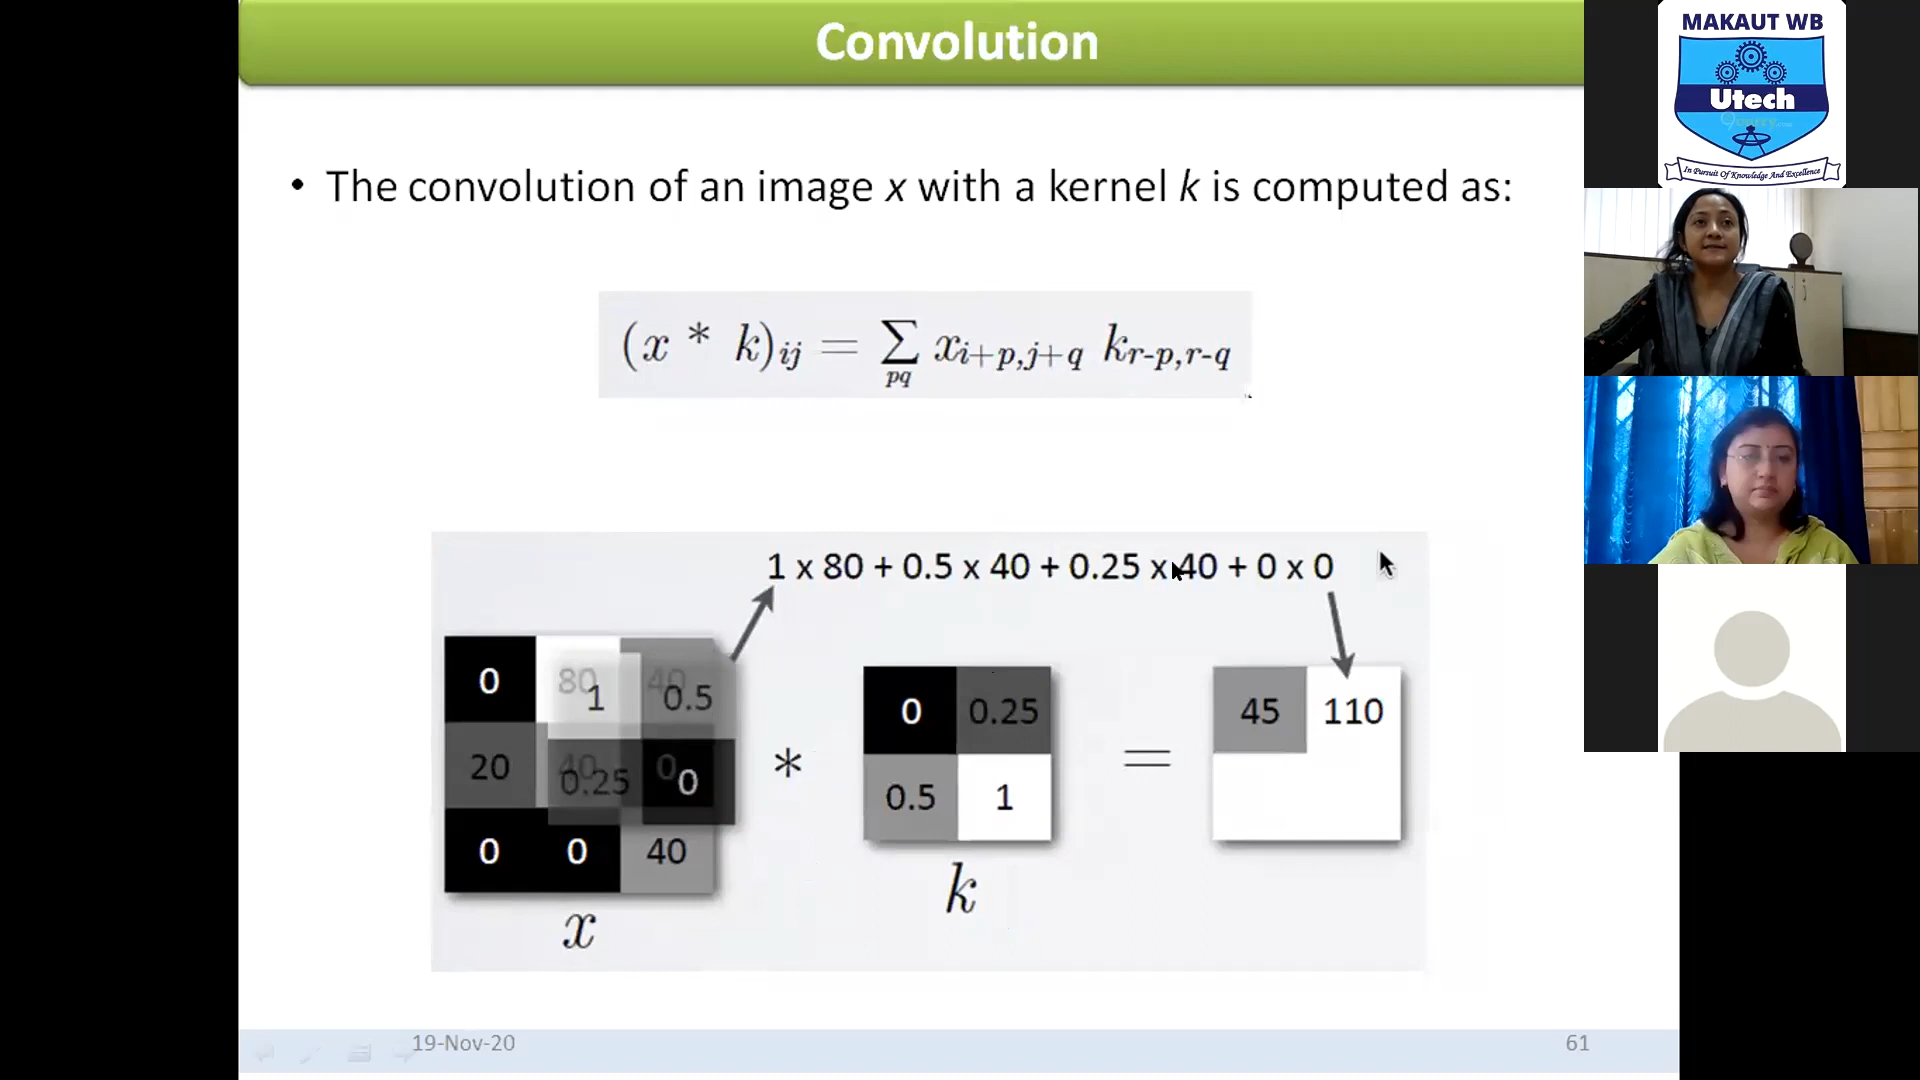 Convolution
• The convolution of an image x with a kernel k is computed as:
(x * k)ij = ∑pq xi+p,j+q kr-p,r-q
1 x 80 + 0.5 x 40 + 0.25 x 40 + 0 x 0
0 80 1 40 0.5
20 40 0.25 0 0
0 0 40
x
*
0 0.25
0.5 1
k
=
45 110
19-Nov-20
61
MAKAUT WB
Utech
In Pursuit Of Knowledge And Excellence